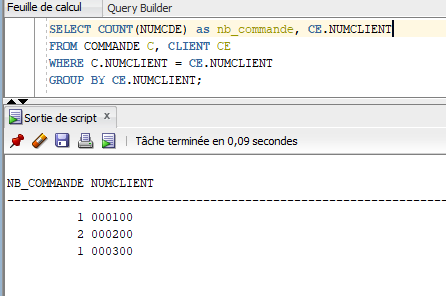 Feuille de calcul Query Builder
SELECT COUNT(NUMCDE) as nb_commande, CE.NUMCLIENT
FROM COMMANDE C, CLIENT CE
WHERE C.NUMCLIENT = CE.NUMCLIENT
GROUP BY CE.NUMCLIENT;
Sortie de script x
Tâche terminée en 0,09 secondes
NB_COMMANDE NUMCLIENT
----------- ----------------------------------------------------
1 000100
2 000200
1 000300